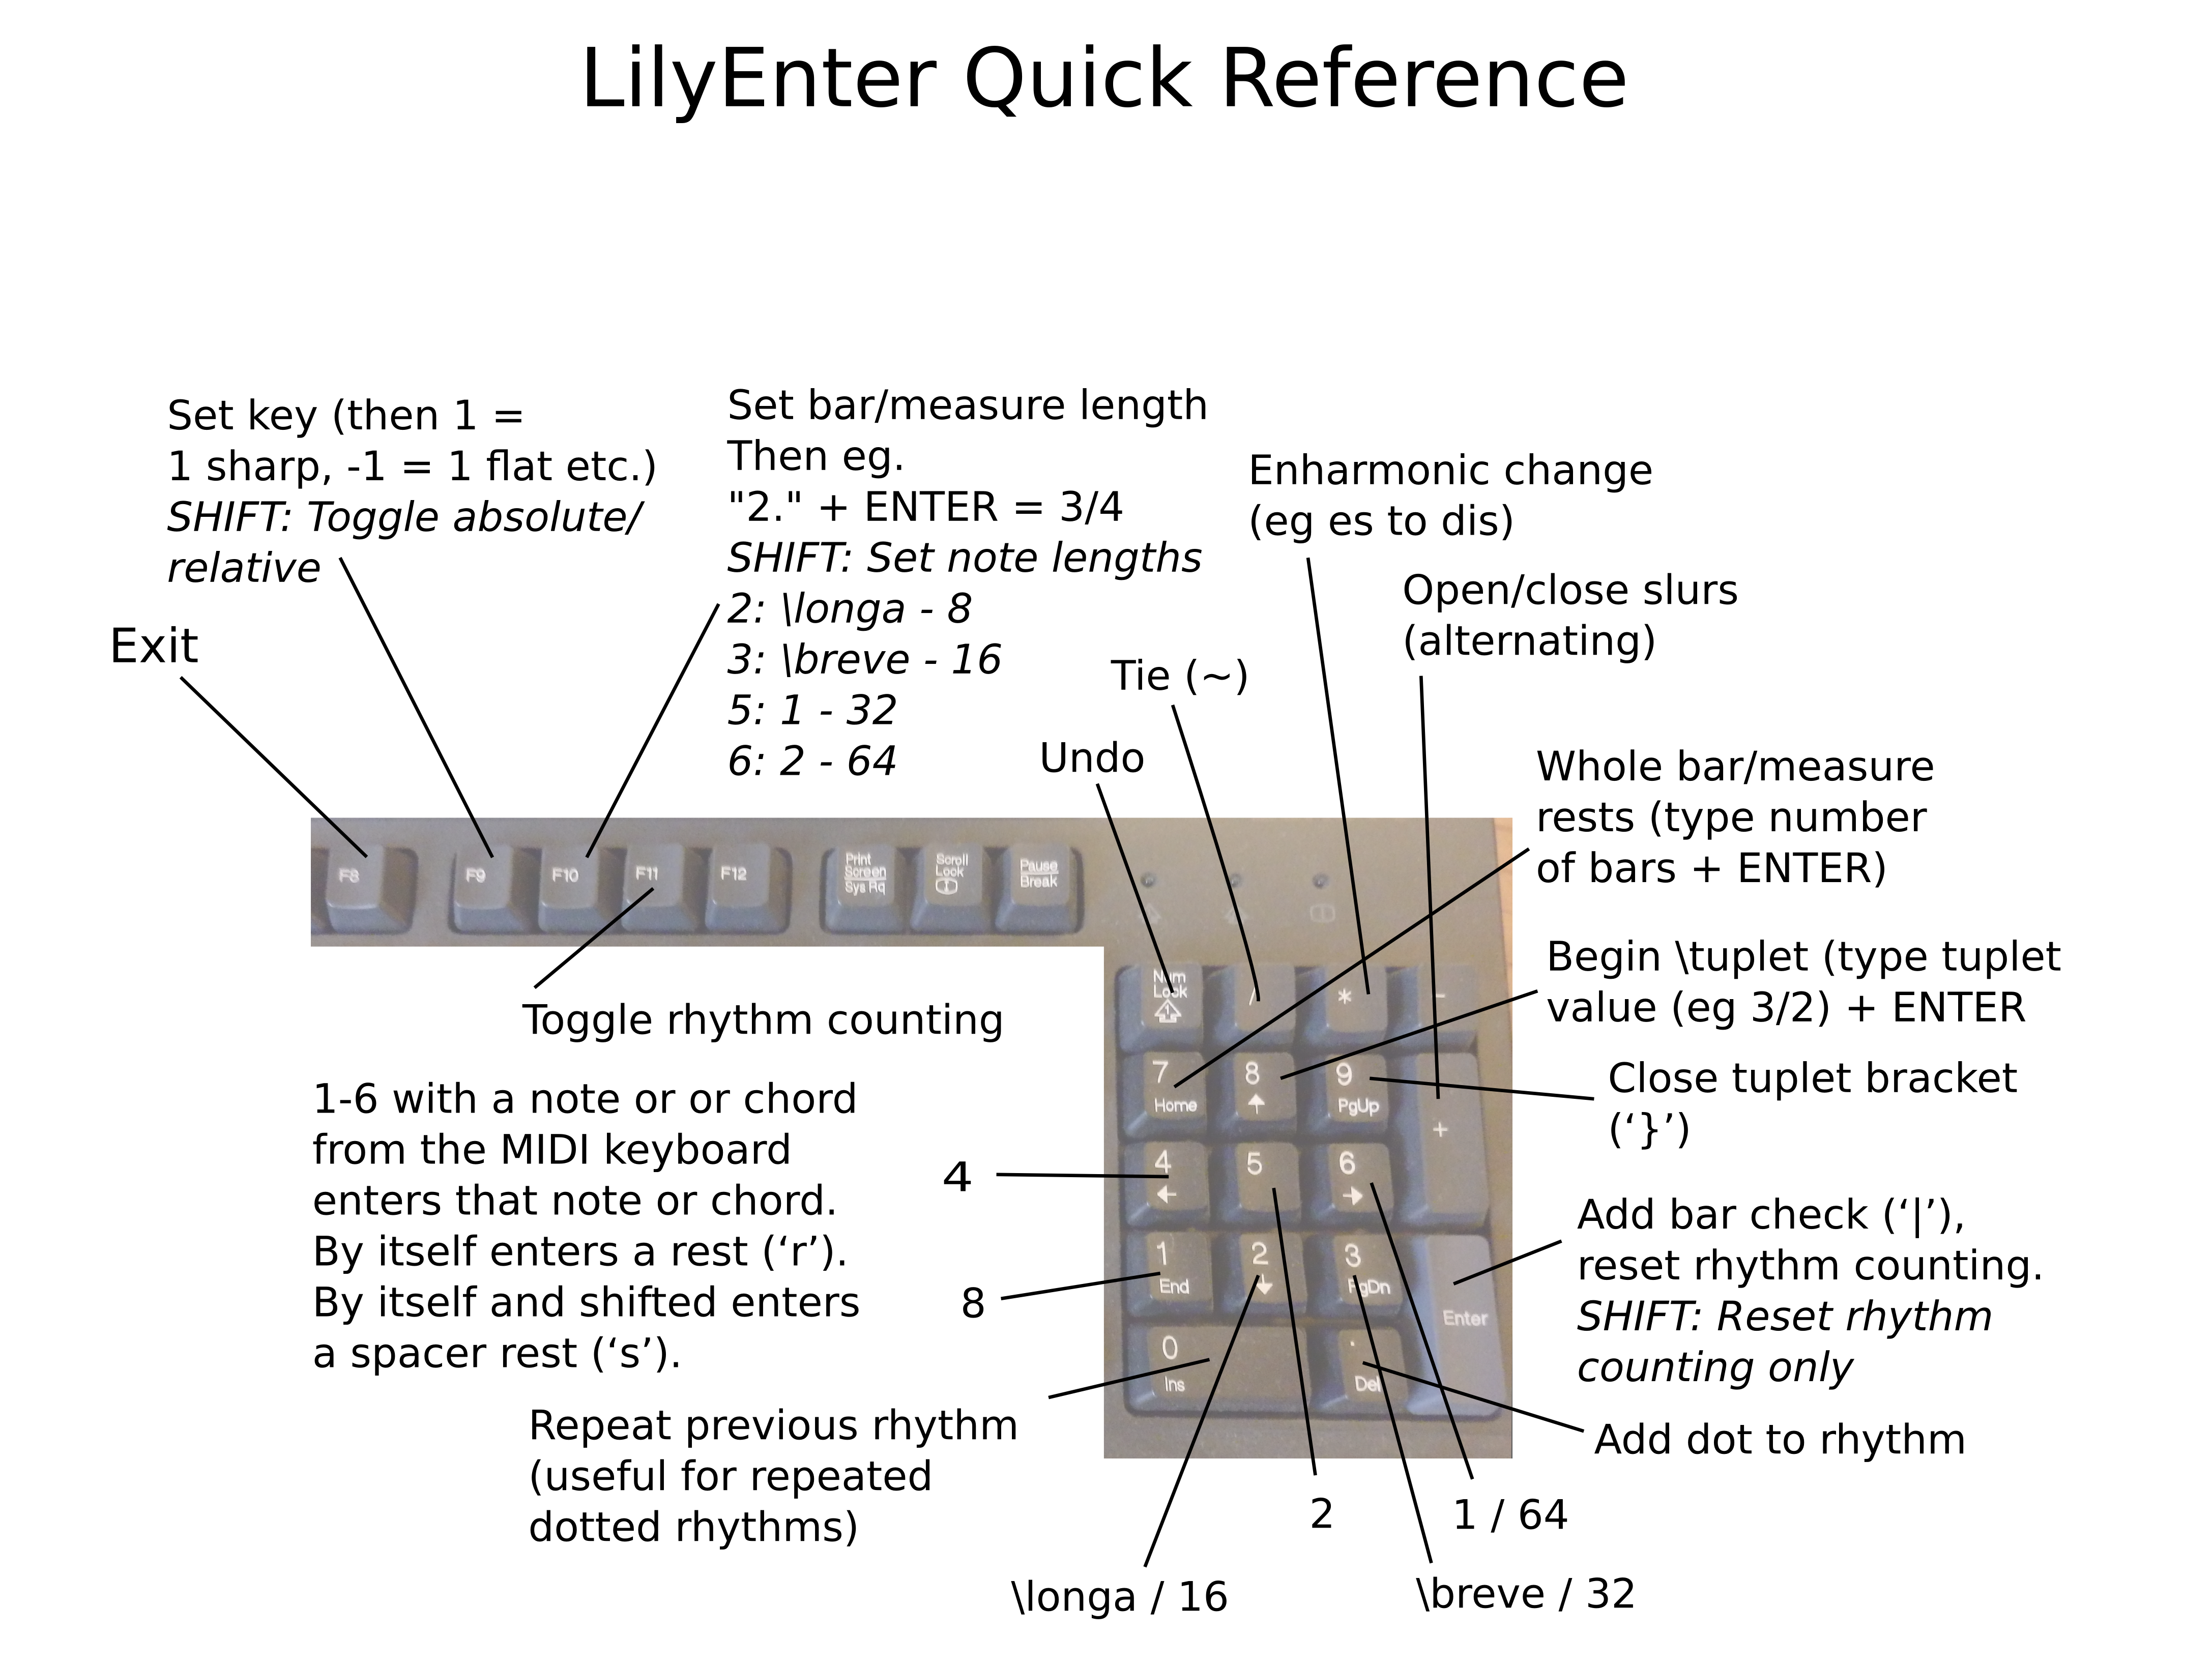 LilyEnter Quick Reference
Set key (then 1 =
1 sharp, -1 = 1 flat etc.)
SHIFT: Toggle absolute/
relative
Set bar/measure length
Then eg.
"2." + ENTER = 3/4
SHIFT: Set note lengths
2: \longa - 8
3: \breve - 16
5: 1 - 32
6: 2 - 64
Enharmonic change
(eg es to dis)
Open/close slurs
(alternating)
Exit
Tie (~)
Undo
Whole bar/measure
rests (type number
of bars + ENTER)
F8
F9
F10
F11
F12
Print
Screen
Sys Rq
Scroll
Lock
Pause
Break
Toggle rhythm counting
Begin \tuplet (type tuplet
value (eg 3/2) + ENTER
Num
Lock
1
/
*
-
7
Home
8
9
PgUp
+
Close tuplet bracket
(‘}’)
1-6 with a note or or chord
from the MIDI keyboard
enters that note or chord.
By itself enters a rest (‘r’).
By itself and shifted enters
a spacer rest (‘s’).
4
4
5
6
8
1
End
2
3
PgDn
Enter
0
Ins
.
Del
Add bar check (‘|’),
reset rhythm counting.
SHIFT: Reset rhythm
counting only
Add dot to rhythm
Repeat previous rhythm
(useful for repeated
dotted rhythms)
2
1 / 64
\longa / 16
\breve / 32